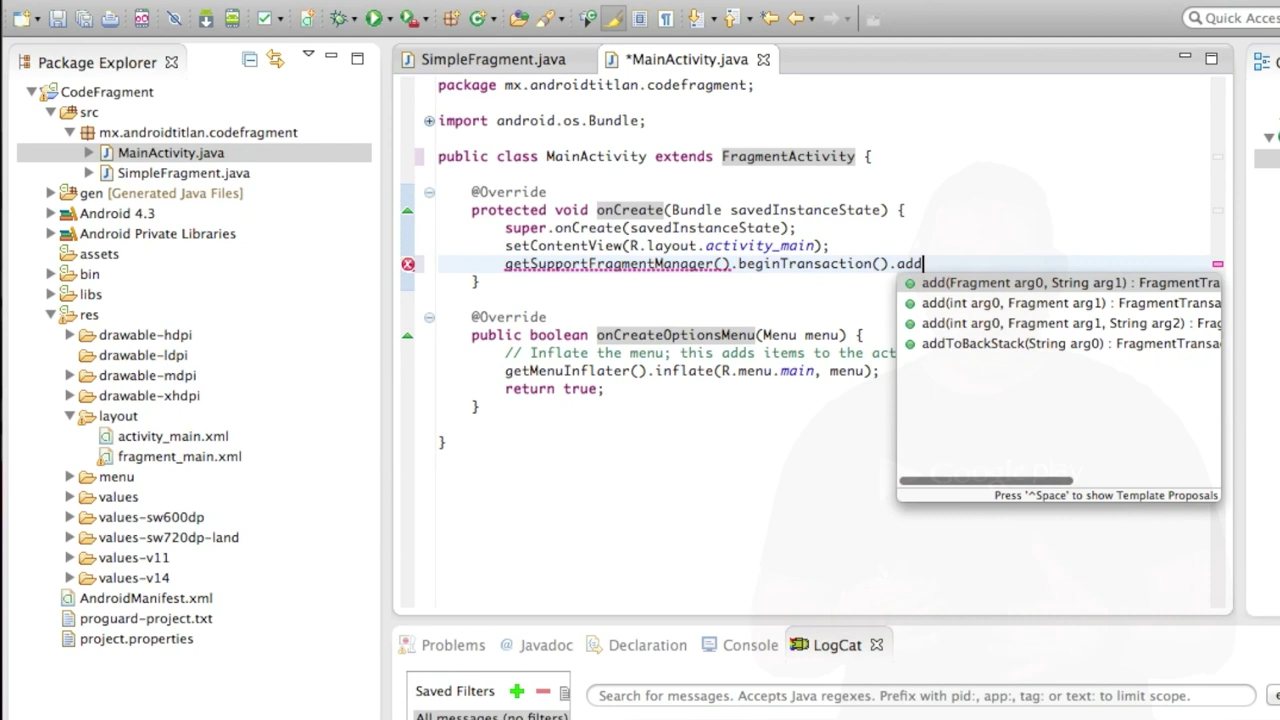 Quick Acces
Package Explorer
CodeFragment
src
mx.androidtitlan.codefragment
MainActivity.java
SimpleFragment.java
gen [Generated Java Files]
Android 4.3
Android Private Libraries
assets
bin
libs
res
drawable-hdpi
drawable-ldpi
drawable-mdpi
drawable-xhdpi
layout
activity_main.xml
fragment_main.xml
menu
values
values-sw600dp
values-sw720dp-land
values-v11
values-v14
AndroidManifest.xml
proguard-project.txt
project.properties
SimpleFragment.java
*MainActivity.java
package mx.androidtitlan.codefragment;
import android.os.Bundle;
public class MainActivity extends FragmentActivity {
@Override
protected void onCreate(Bundle savedInstanceState) {
super.onCreate(savedInstanceState);
setContentView(R.layout.activity_main);
getSupportFragmentManager().beginTransaction().add
}
@Override
public boolean onCreateOptionsMenu(Menu menu) {
// Inflate the menu; this adds items to the act
getMenuInflater().inflate(R.menu.main, menu);
return true;
}
}
add(Fragment arg0, String arg1) : FragmentTra
add(int arg0, Fragment arg1) : FragmentTransa
add(int arg0, Fragment arg1, String arg2) : Frag
addToBackStack(String arg0) : FragmentTransa
Google play
Press '^Space' to show Template Proposals
Problems
@ Javadoc
Declaration
Console
LogCat
Saved Filters
Search for messages. Accepts Java regexes. Prefix with pid:, app:, tag: or text: to limit scope.
All messages (no filters)